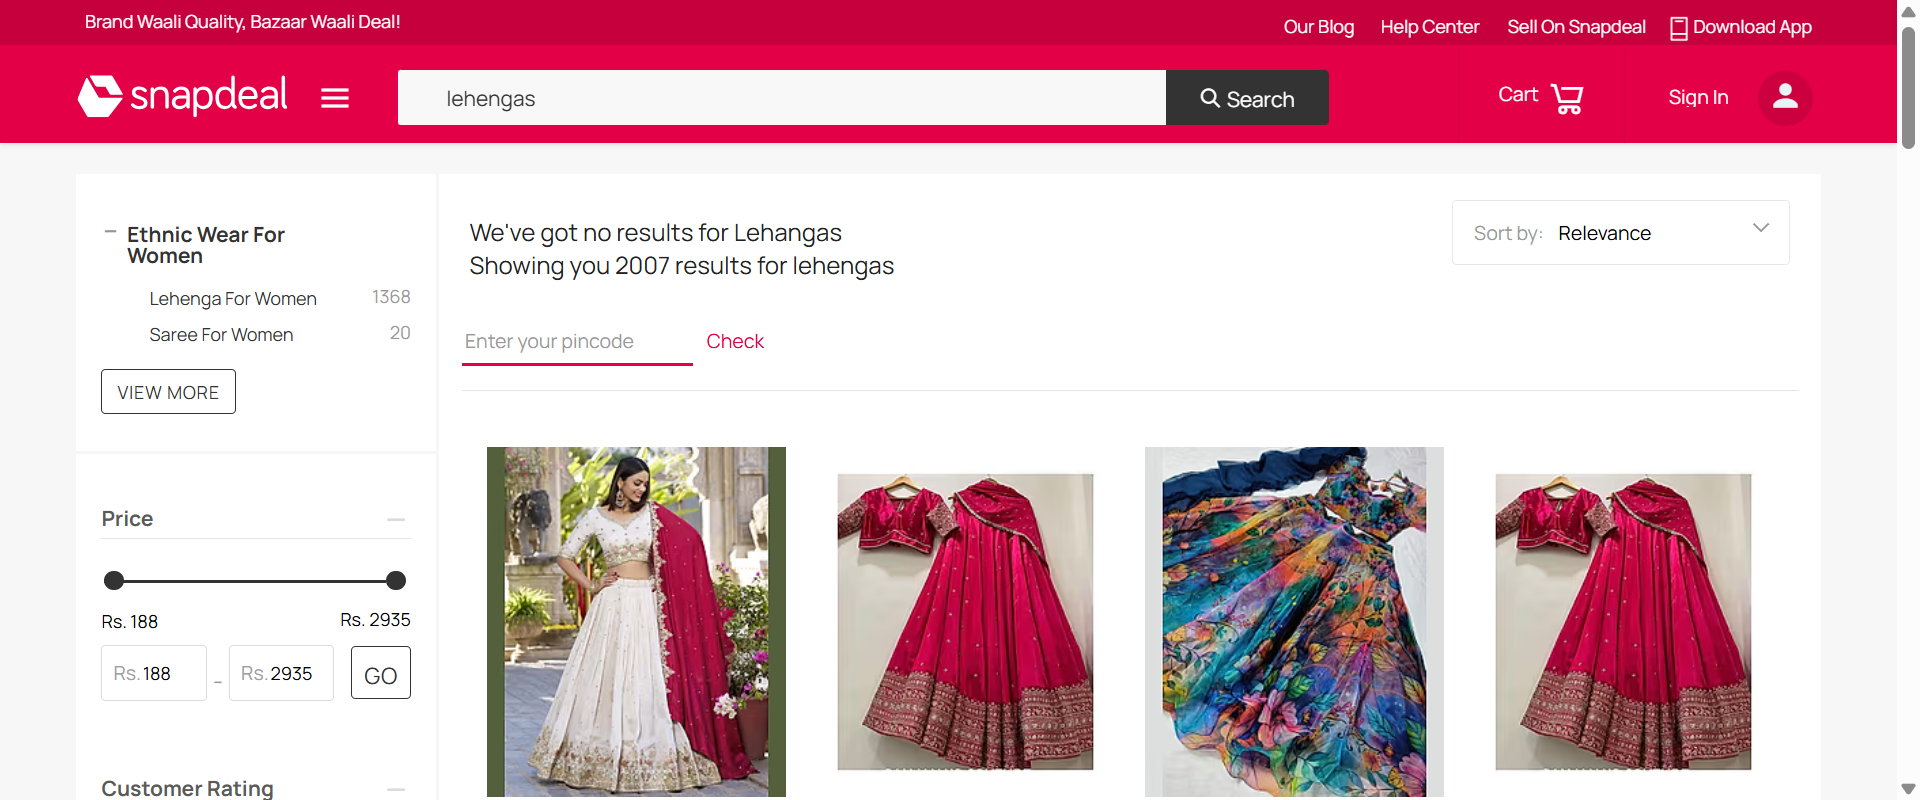 Brand Waali Quality, Bazaar Waali Deal!
Our Blog
Help Center
Sell On Snapdeal
Download App
snapdeal
lehengas
Search
Cart
Sign In
Ethnic Wear For
Women
Lehenga For Women 1368
Saree For Women 20
VIEW MORE
Price
Rs. 188 Rs. 2935
Rs. 188 - Rs. 2935 GO
Customer Rating
We've got no results for Lehangas
Showing you 2007 results for lehengas
Sort by: Relevance
Enter your pincode Check